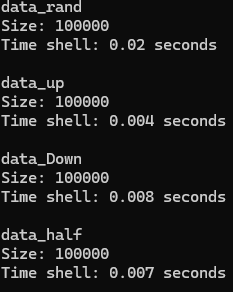 data_rand
Size: 100000
Time shell: 0.02 seconds
data_up
Size: 100000
Time shell: 0.004 seconds
data_Down
Size: 100000
Time shell: 0.008 seconds
data_half
Size: 100000
Time shell: 0.007 seconds